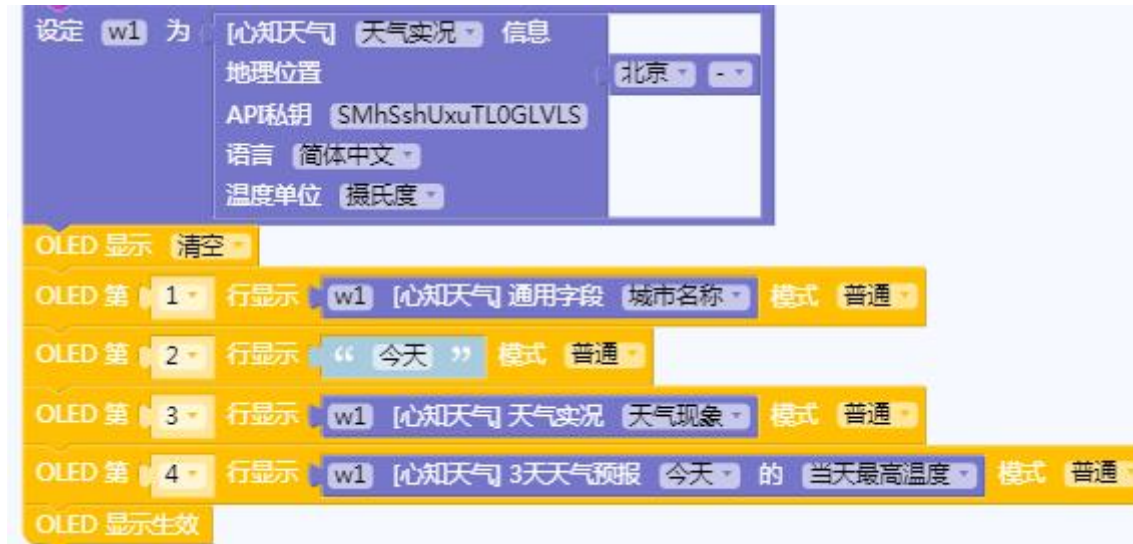 设定 w1 为 [心知天气] 天气实况 信息
地理位置 北京 -
API私钥 SMhSshUxuTL0GLVLS
语言 简体中文
温度单位 摄氏度
OLED 显示 清空
OLED 第 1 行显示 w1 [心知天气] 通用字段 城市名称 模式 普通
OLED 第 2 行显示 “ 今天 ” 模式 普通
OLED 第 3 行显示 w1 [心知天气] 天气实况 天气现象 模式 普通
OLED 第 4 行显示 w1 [心知天气] 3天天气预报 今天 的 当天最高温度 模式 普通
OLED 显示生效